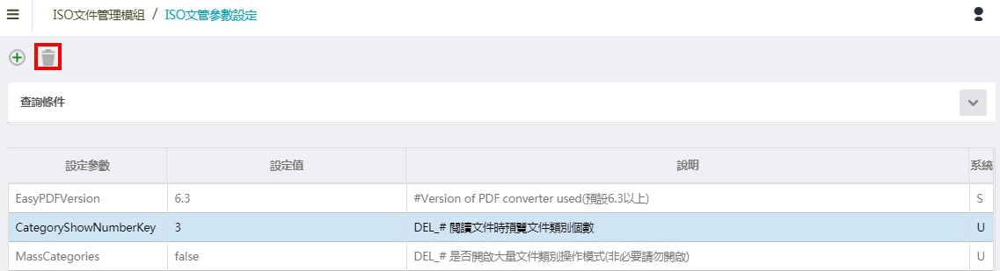 ISO文件管理模組 / ISO文管參數設定
查詢條件
設定參數 設定值 說明 系統
EasyPDFVersion 6.3 #Version of PDF converter used(預設6.3以上) S
CategoryShowNumberKey 3 DEL_# 閱讀文件時預覽文件類別個數 U
MassCategories false DEL_# 是否開啟大量文件類別操作模式(非必要請勿開啟) U